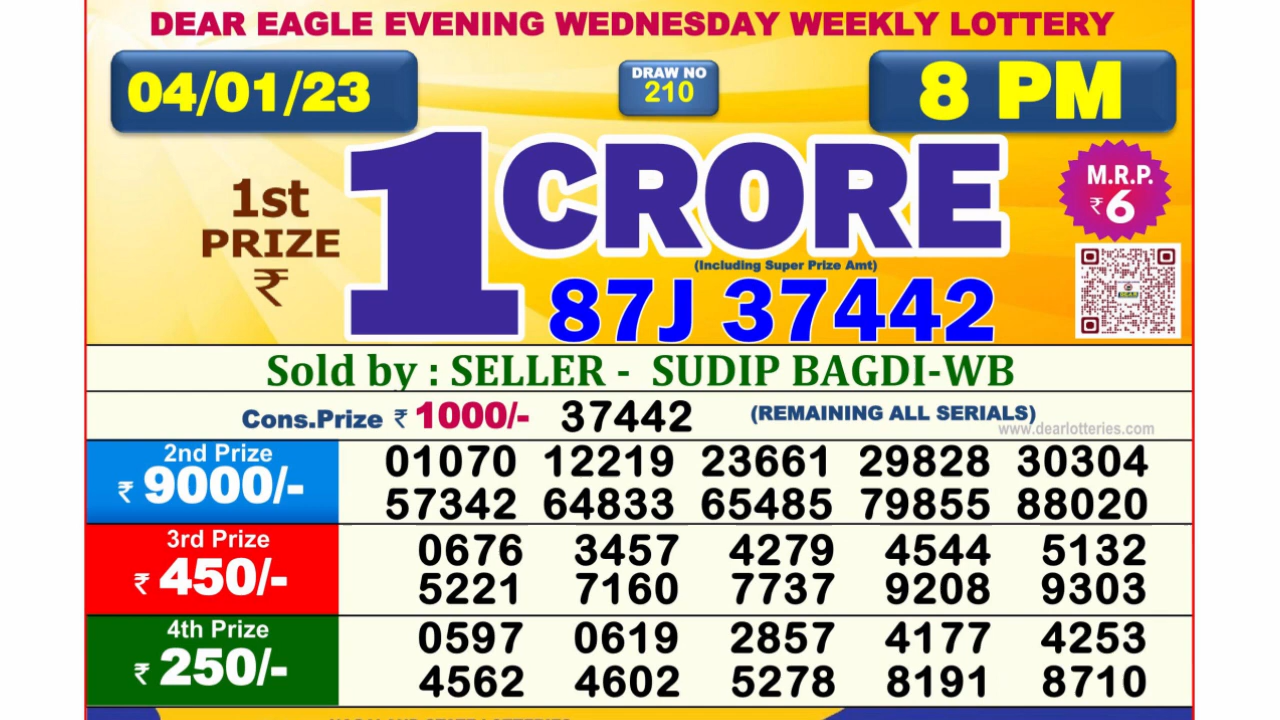 DEAR EAGLE EVENING WEDNESDAY WEEKLY LOTTERY
04/01/23
DRAW NO
210
8 PM
1st
PRIZE
₹
1 CRORE
(Including Super Prize Amt)
87J 37442
M.R.P.
₹6
Sold by : SELLER - SUDIP BAGDI-WB
Cons.Prize ₹ 1000/- 37442 (REMAINING ALL SERIALS)
www.dearlotteries.com
2nd Prize
₹ 9000/-
01070 12219 23661 29828 30304
57342 64833 65485 79855 88020
3rd Prize
₹ 450/-
0676 3457 4279 4544 5132
5221 7160 7737 9208 9303
4th Prize
₹ 250/-
0597 0619 2857 4177 4253
4562 4602 5278 8191 8710